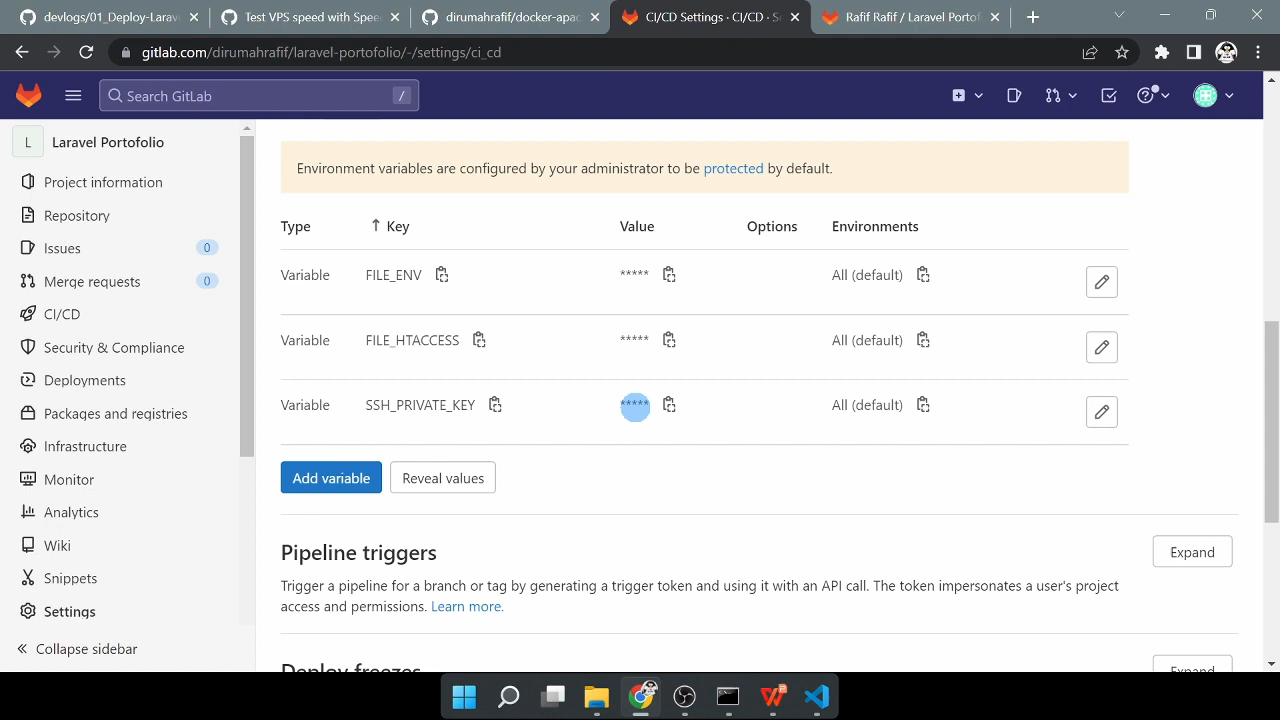 devlogs/01_Deploy-Larav
Test VPS speed with Speed
dirumahrafif/docker-apac
CI/CD Settings · CI/CD · Se
Rafif Rafif / Laravel Portof
gitlab.com/dirumahrafif/laravel-portofolio/-/settings/ci_cd
Search GitLab /
L Laravel Portofolio
Project information
Repository
Issues 0
Merge requests 0
CI/CD
Security & Compliance
Deployments
Packages and registries
Infrastructure
Monitor
Analytics
Wiki
Snippets
Settings
Collapse sidebar
Environment variables are configured by your administrator to be protected by default.
Type Key Value Options Environments
Variable FILE_ENV ***** All (default)
Variable FILE_HTACCESS ***** All (default)
Variable SSH_PRIVATE_KEY ***** All (default)
Add variable Reveal values
Pipeline triggers Expand
Trigger a pipeline for a branch or tag by generating a trigger token and using it with an API call. The token impersonates a user's project
access and permissions. Learn more.
Deploy freezes Expand